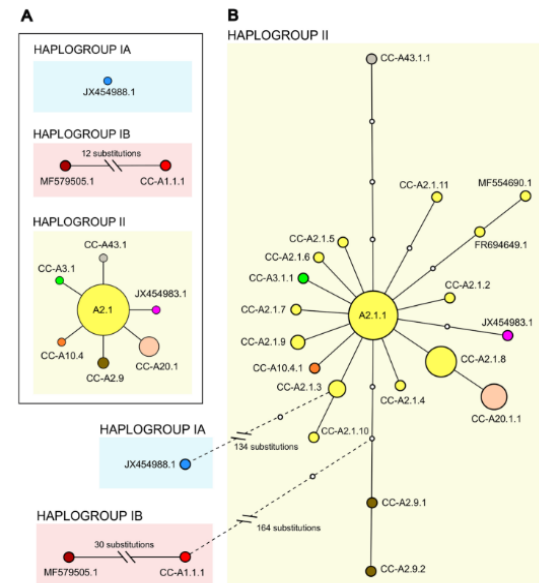 A
HAPLOGROUP IA
JX454988.1
HAPLOGROUP IB
12 substitutions
MF579505.1
CC-A1.1.1
HAPLOGROUP II
CC-A43.1
CC-A3.1
A2.1
JX454983.1
CC-A10.4
CC-A2.9
CC-A20.1
B
HAPLOGROUP II
CC-A43.1.1
CC-A2.1.11
MF554690.1
FR694649.1
CC-A2.1.5
CC-A2.1.6
CC-A3.1.1
CC-A2.1.2
CC-A2.1.7
A2.1.1
JX454983.1
CC-A2.1.9
CC-A2.1.8
CC-A10.4.1
CC-A2.1.3
CC-A2.1.4
CC-A20.1.1
CC-A2.1.10
HAPLOGROUP IA
134 substitutions
JX454988.1
CC-A2.9.1
HAPLOGROUP IB
164 substitutions
30 substitutions
MF579505.1
CC-A1.1.1
CC-A2.9.2